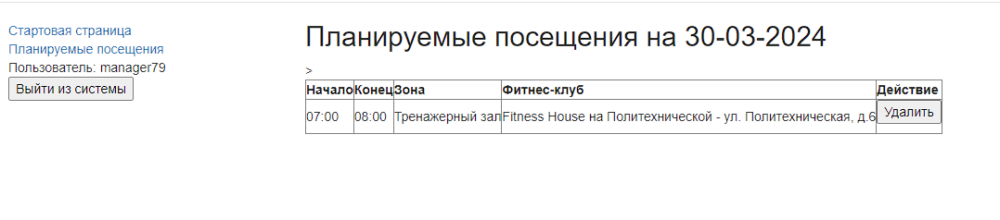 Стартовая страница
Планируемые посещения
Пользователь: manager79
Выйти из системы
Планируемые посещения на 30-03-2024
>
Начало Конец Зона Фитнес-клуб Действие
07:00 08:00 Тренажерный зал Fitness House на Политехнической - ул. Политехническая, д.6 Удалить